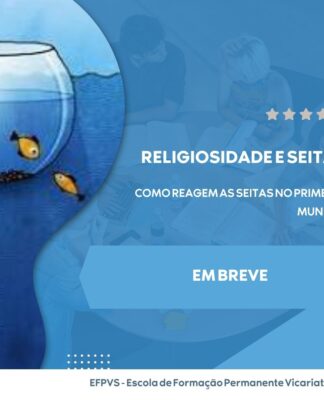 RELIGIOSIDADE E SEITA
COMO REAGEM AS SEITAS NO PRIME
MUN
EM BREVE
EFPVS - Escola de Formação Permanente Vicariat